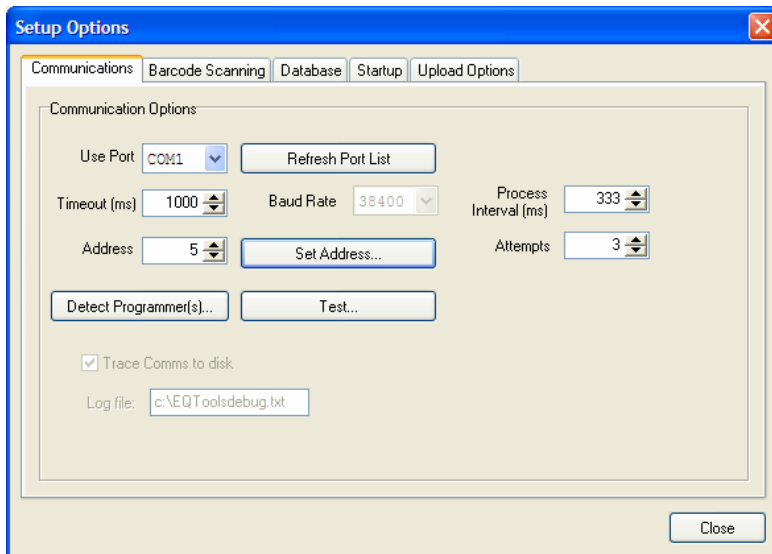 Setup Options
Communications Barcode Scanning Database Startup Upload Options
Communication Options
Use Port COM1 Refresh Port List
Timeout (ms) 1000 Baud Rate 38400 Process Interval (ms) 333
Address 5 Set Address... Attempts 3
Detect Programmer(s)... Test...
Trace Comms to disk
Log file: c:\EQToolsdebug.txt
Close